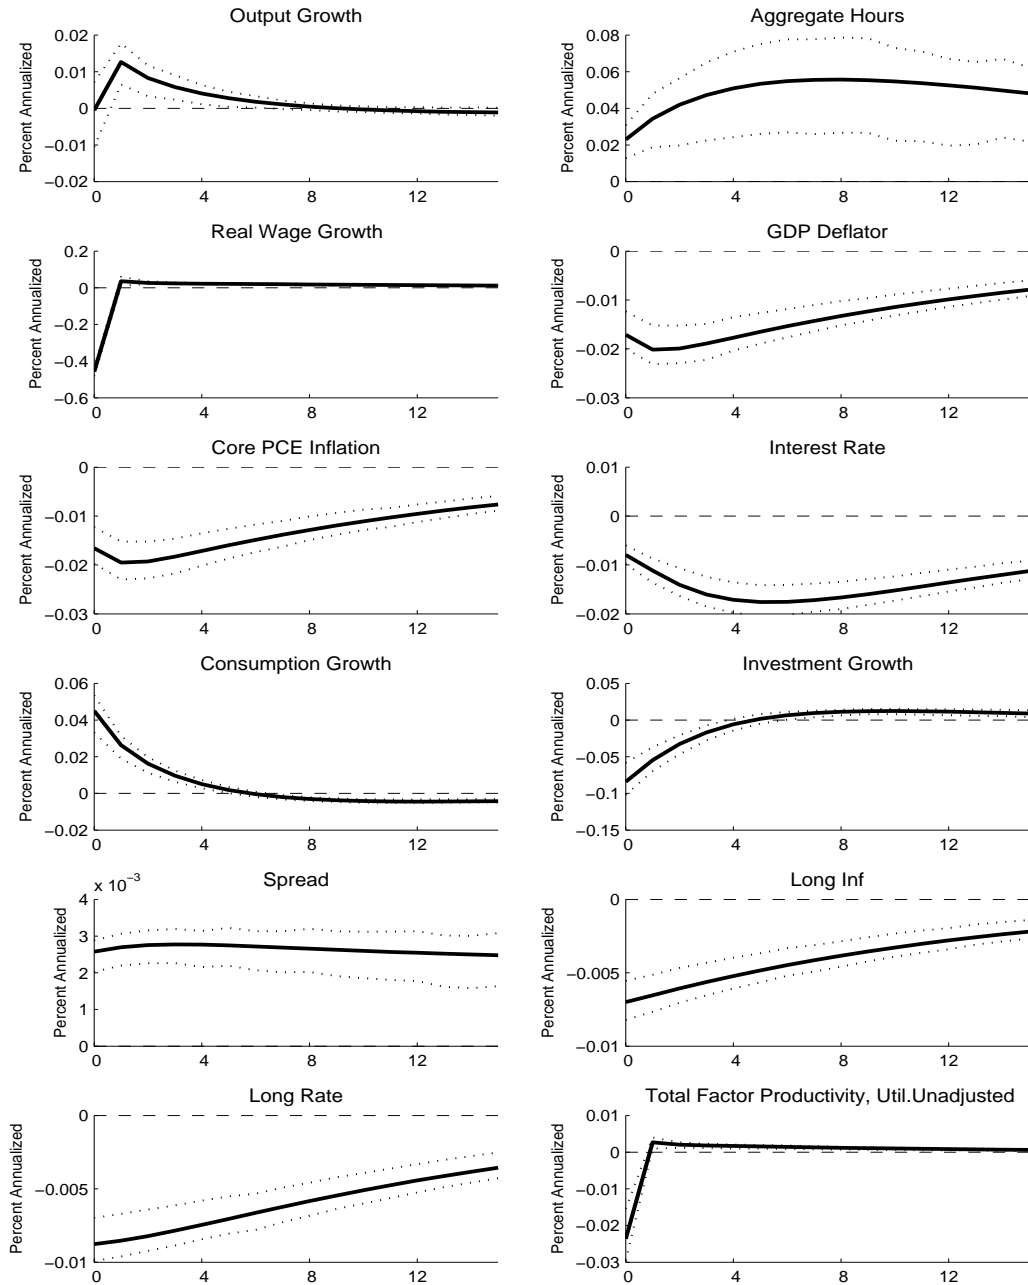 Output Growth
Percent Annualized
0.02
0.01
0
−0.01
−0.02
0 4 8 12
Aggregate Hours
Percent Annualized
0.08
0.06
0.04
0.02
0
0 4 8 12
Real Wage Growth
Percent Annualized
0.2
0
−0.2
−0.4
−0.6
0 4 8 12
GDP Deflator
Percent Annualized
0
−0.01
−0.02
−0.03
0 4 8 12
Core PCE Inflation
Percent Annualized
0
−0.01
−0.02
−0.03
0 4 8 12
Interest Rate
Percent Annualized
0.01
0
−0.01
−0.02
0 4 8 12
Consumption Growth
Percent Annualized
0.06
0.04
0.02
0
−0.02
0 4 8 12
Investment Growth
Percent Annualized
0.05
0
−0.05
−0.1
−0.15
0 4 8 12
Spread
x 10−3
Percent Annualized
4
3
2
1
0
0 4 8 12
Long Inf
Percent Annualized
0
−0.005
−0.01
0 4 8 12
Long Rate
Percent Annualized
0
−0.005
−0.01
0 4 8 12
Total Factor Productivity, Util.Unadjusted
Percent Annualized
0.01
0
−0.01
−0.02
−0.03
0 4 8 12